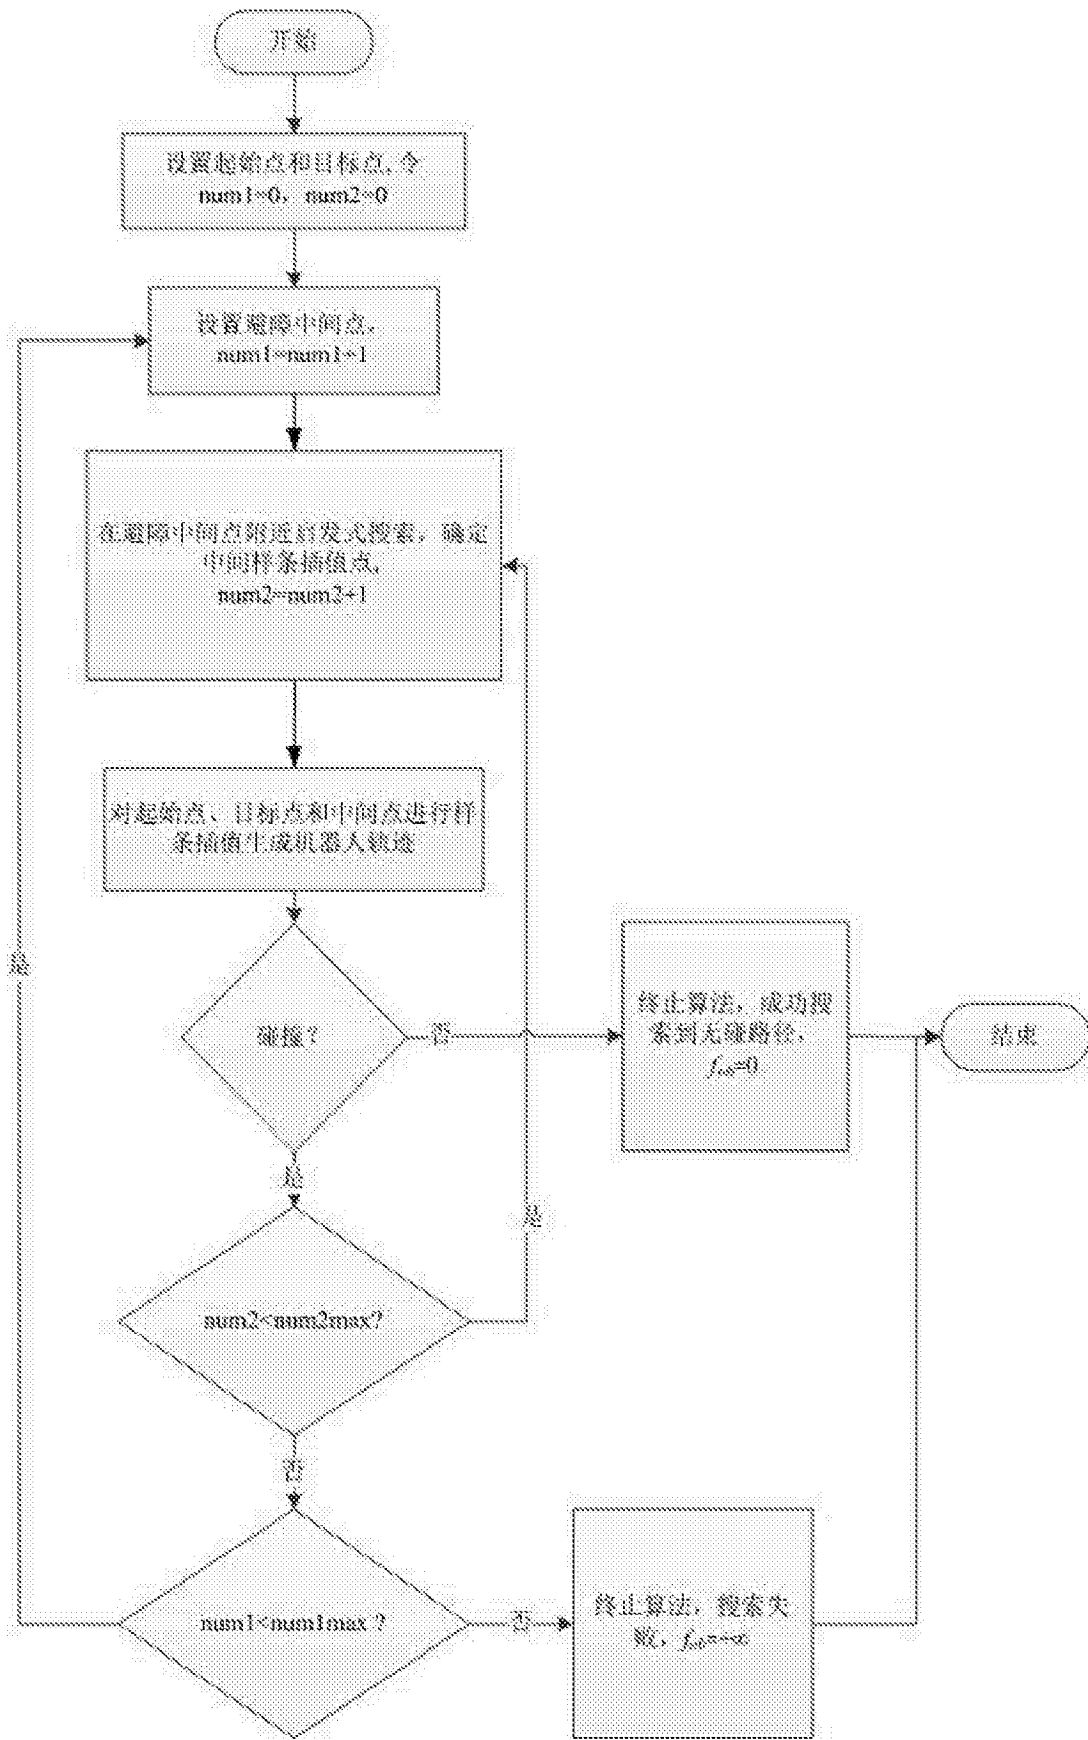 开始
设置起始点和目标点,令
num1=0，num2=0
设置避障中间点，
num1=num1+1
在避障中间点附近启发式搜索，确定
中间样条插值点，
num2=num2+1
对起始点、目标点和中间点进行样
条插值生成机器人轨迹
碰撞？
否
终止算法，成功搜
索到无碰路径，
=0
结束
是
是
是
num2<num2max?
否
num1<num1max？
否
终止算法，搜索失
败，